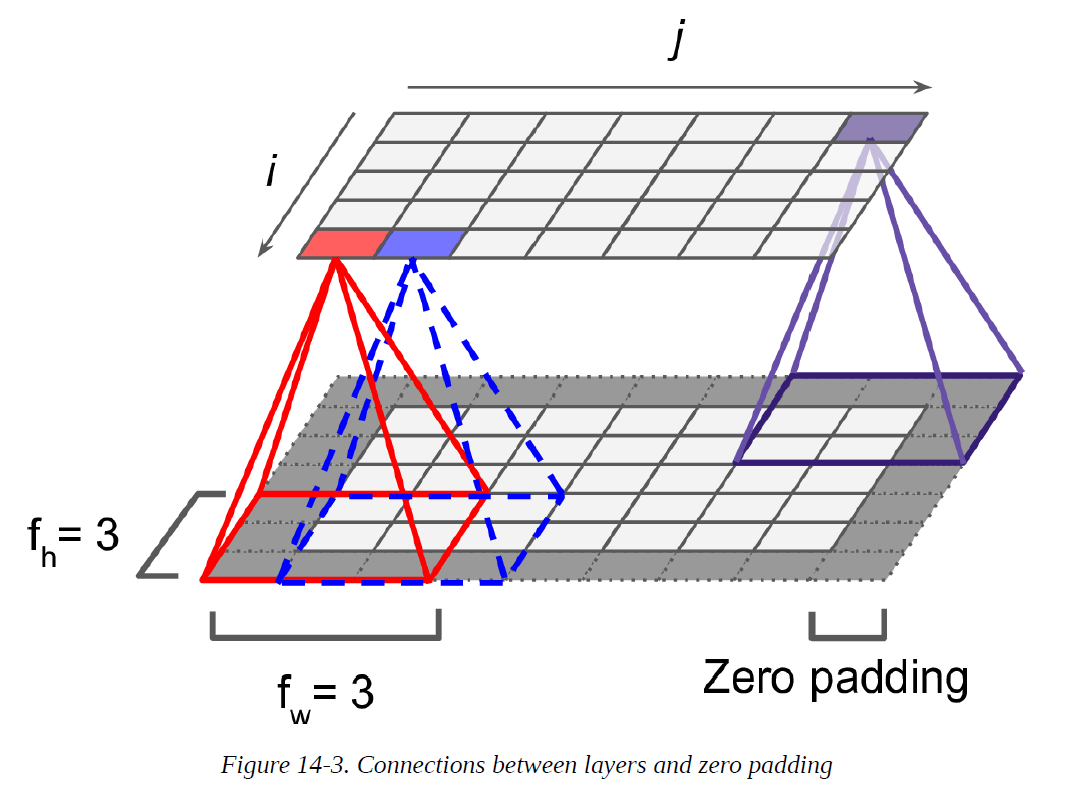 j
i
fh= 3
fw= 3
Zero padding
Figure 14-3. Connections between layers and zero padding